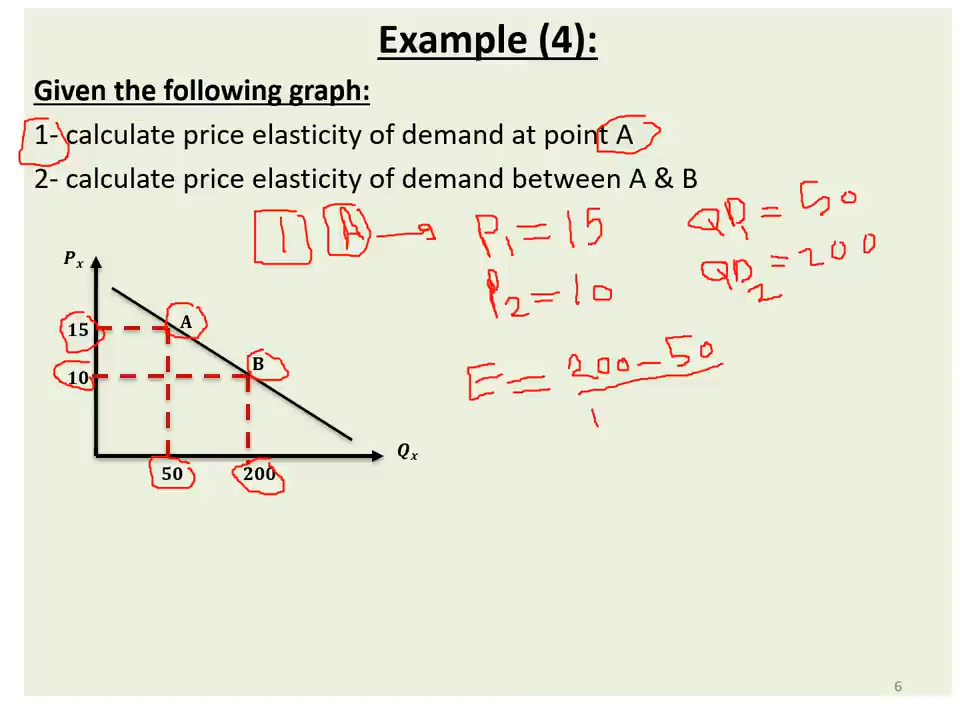 Example (4):
Given the following graph:
1- calculate price elasticity of demand at point A
2- calculate price elasticity of demand between A & B
1 A → P1 = 15 QD1 = 50
P2 = 10 QD2 = 200
E = 200 - 50
1
Px
15
10
A
B
50
200
Qx
6